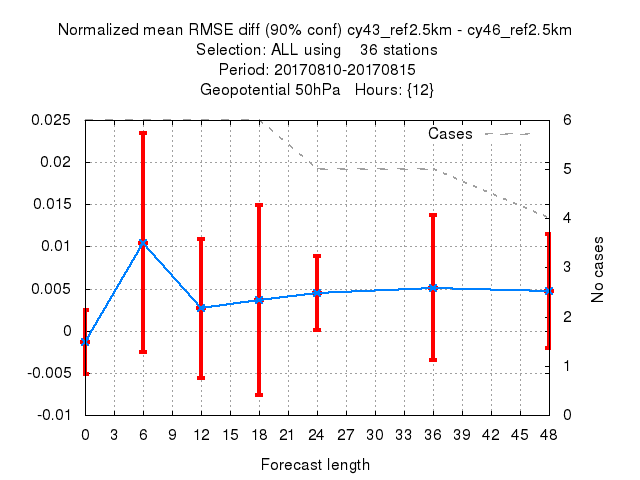 Normalized mean RMSE diff (90% conf) cy43_ref2.5km - cy46_ref2.5km
Selection: ALL using    36 stations
Period: 20170810-20170815
Geopotential 50hPa   Hours: {12}
Cases
0.025
0.02
0.015
0.01
0.005
0
-0.005
-0.01
6
5
4
3
2
1
0
No cases
0 3 6 9 12 15 18 21 24 27 30 33 36 39 42 45 48
Forecast length